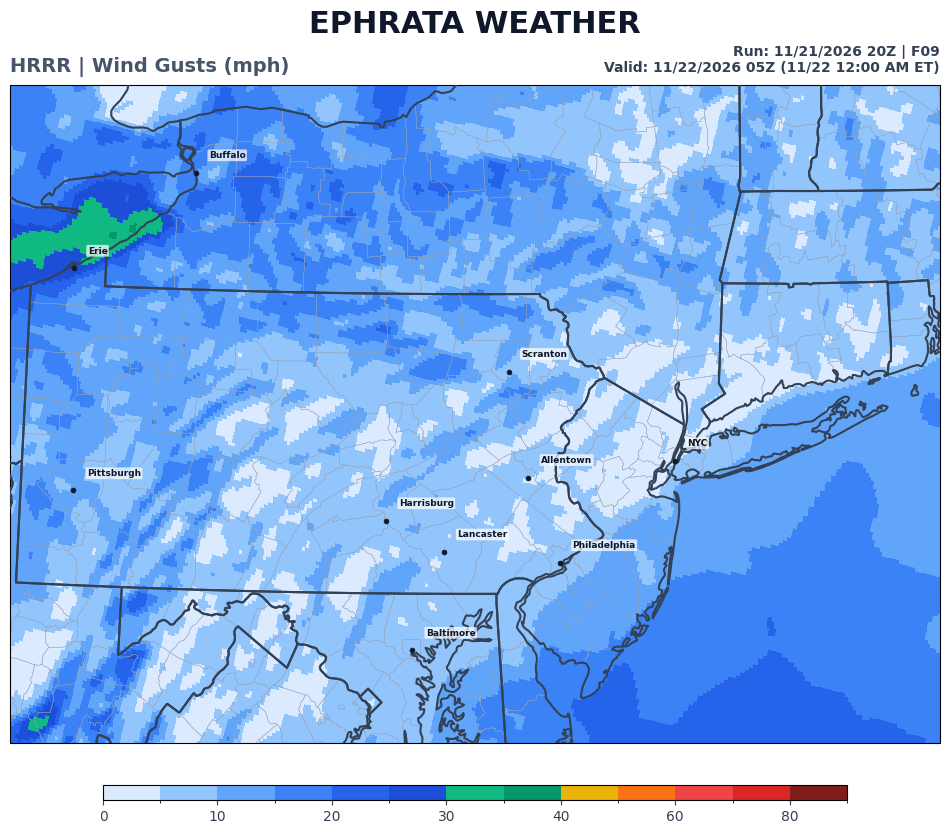 EPHRATA WEATHER
HRRR | Wind Gusts (mph)
Run: 11/21/2026 20Z | F09
Valid: 11/22/2026 05Z (11/22 12:00 AM ET)
Buffalo
Erie
Scranton
NYC
Allentown
Pittsburgh
Harrisburg
Lancaster
Philadelphia
Baltimore
0 10 20 30 40 50 60 70 80